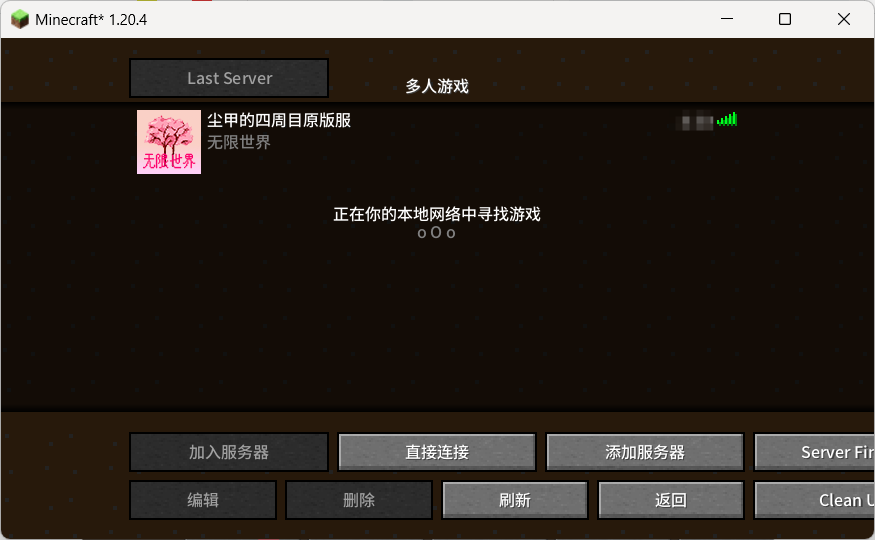 Minecraft* 1.20.4
Last Server
多人游戏
尘甲的四周目原版服
无限世界
无限世界
正在你的本地网络中寻找游戏
o O o
加入服务器
直接连接
添加服务器
Server Fin
编辑
删除
刷新
返回
Clean U